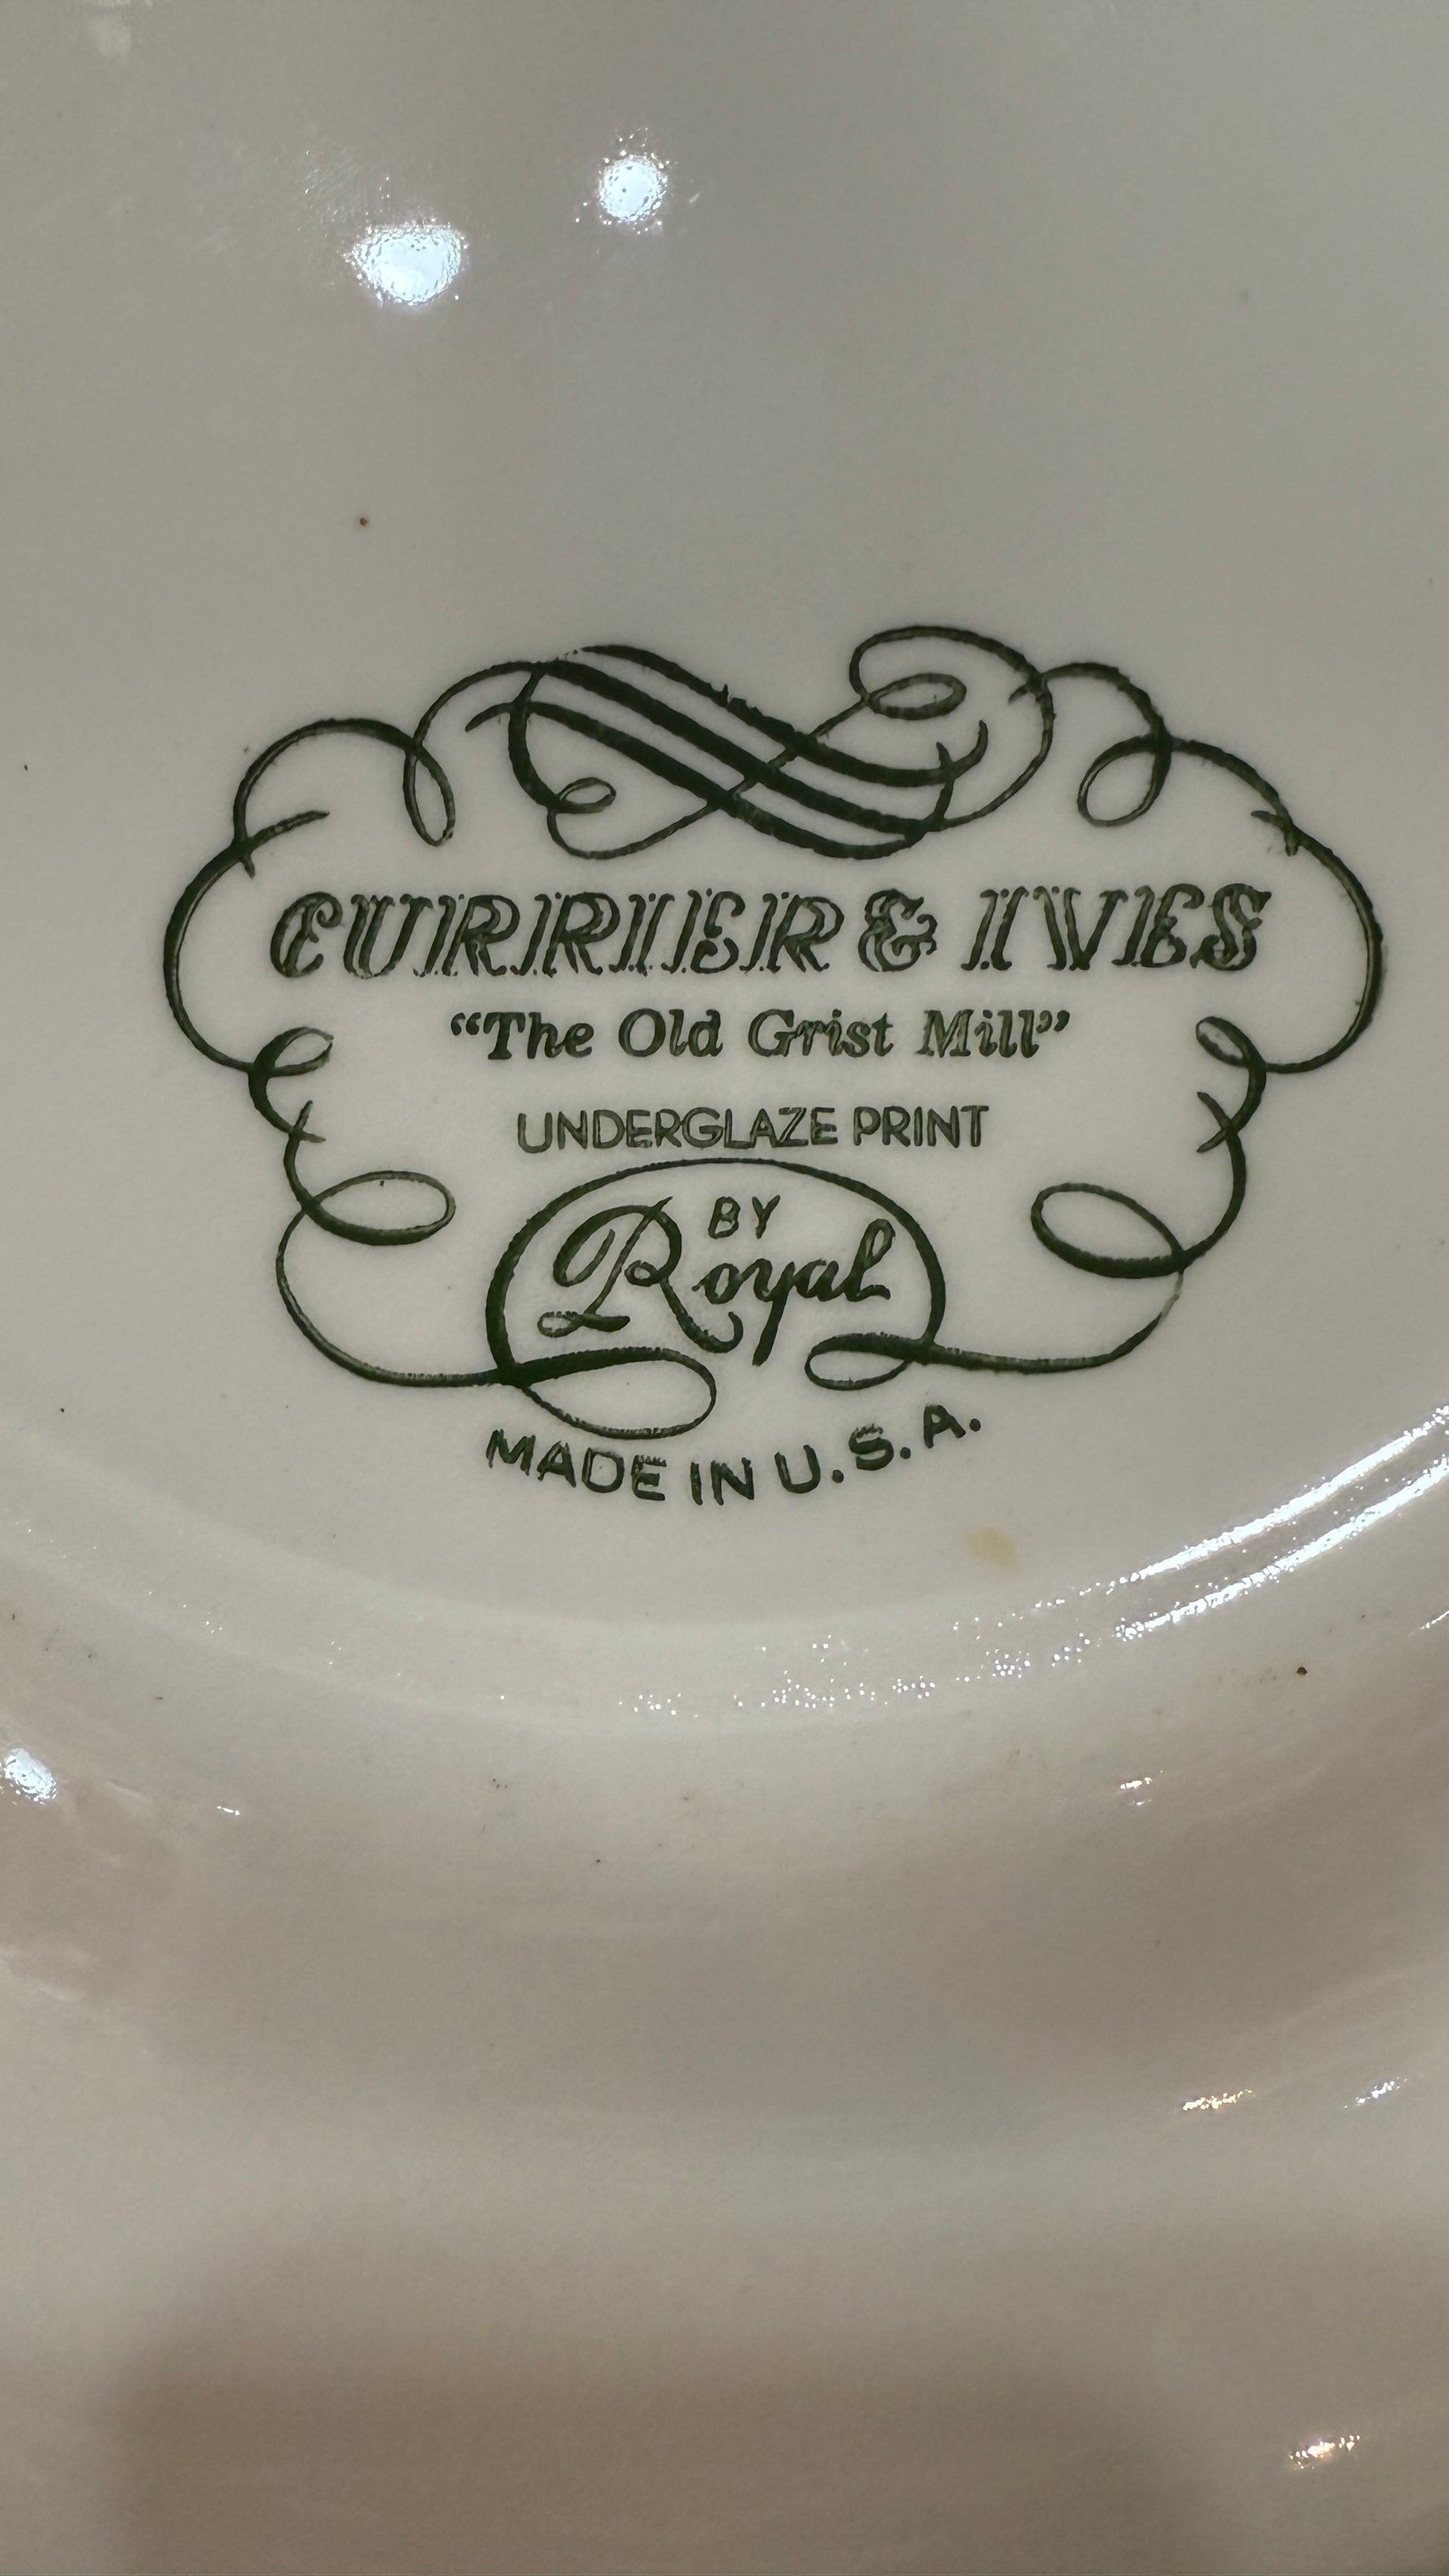 CURRIER & IVES
“The Old Grist Mill”
UNDERGLAZE PRINT
BY
Royal
MADE IN U.S.A.